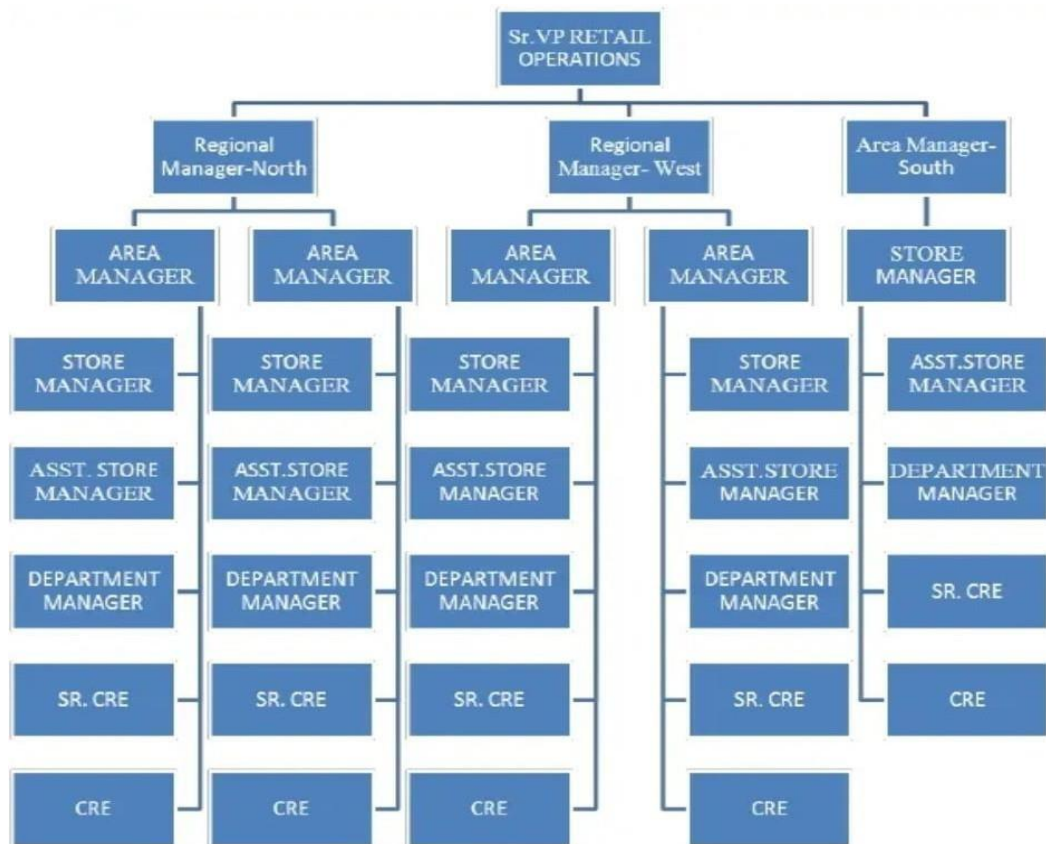 Sr.VP RETAIL
OPERATIONS
Regional
Manager-North
Regional
Manager- West
Area Manager-
South
AREA
MANAGER
AREA
MANAGER
AREA
MANAGER
AREA
MANAGER
STORE
MANAGER
STORE
MANAGER
STORE
MANAGER
STORE
MANAGER
STORE
MANAGER
ASST.STORE
MANAGER
ASST. STORE
MANAGER
ASST.STORE
MANAGER
ASST.STORE
MANAGER
ASST.STORE
MANAGER
DEPARTMENT
MANAGER
DEPARTMENT
MANAGER
DEPARTMENT
MANAGER
DEPARTMENT
MANAGER
DEPARTMENT
MANAGER
SR. CRE
SR. CRE
SR. CRE
SR. CRE
SR. CRE
CRE
CRE
CRE
CRE
CRE